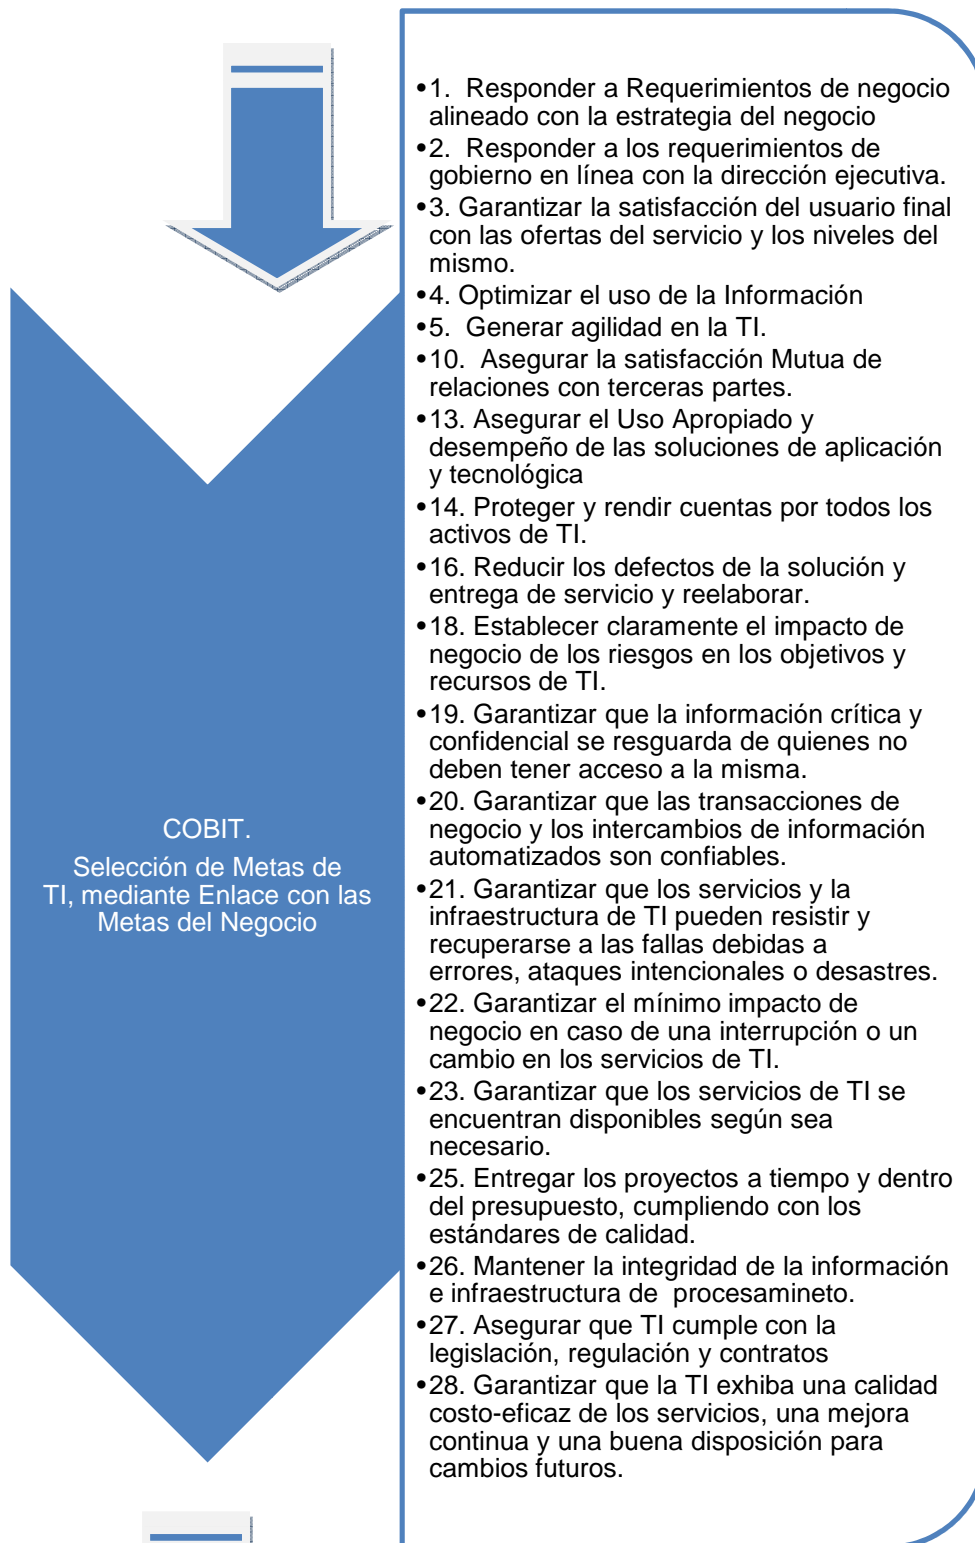 •1. Responder a Requerimientos de negocio
alineado con la estrategia del negocio
•2. Responder a los requerimientos de
gobierno en línea con la dirección ejecutiva.
•3. Garantizar la satisfacción del usuario final
con las ofertas del servicio y los niveles del
mismo.
•4. Optimizar el uso de la Información
•5. Generar agilidad en la TI.
•10. Asegurar la satisfacción Mutua de
relaciones con terceras partes.
•13. Asegurar el Uso Apropiado y
desempeño de las soluciones de aplicación
y tecnológica
•14. Proteger y rendir cuentas por todos los
activos de TI.
•16. Reducir los defectos de la solución y
entrega de servicio y reelaborar.
•18. Establecer claramente el impacto de
negocio de los riesgos en los objetivos y
recursos de TI.
•19. Garantizar que la información crítica y
confidencial se resguarda de quienes no
deben tener acceso a la misma.
•20. Garantizar que las transacciones de
negocio y los intercambios de información
automatizados son confiables.
•21. Garantizar que los servicios y la
infraestructura de TI pueden resistir y
recuperarse a las fallas debidas a
errores, ataques intencionales o desastres.
•22. Garantizar el mínimo impacto de
negocio en caso de una interrupción o un
cambio en los servicios de TI.
•23. Garantizar que los servicios de TI se
encuentran disponibles según sea
necesario.
•25. Entregar los proyectos a tiempo y dentro
del presupuesto, cumpliendo con los
estándares de calidad.
•26. Mantener la integridad de la información
e infraestructura de procesamineto.
•27. Asegurar que TI cumple con la
legislación, regulación y contratos
•28. Garantizar que la TI exhiba una calidad
costo-eficaz de los servicios, una mejora
continua y una buena disposición para
cambios futuros.
COBIT.
Selección de Metas de
TI, mediante Enlace con las
Metas del Negocio